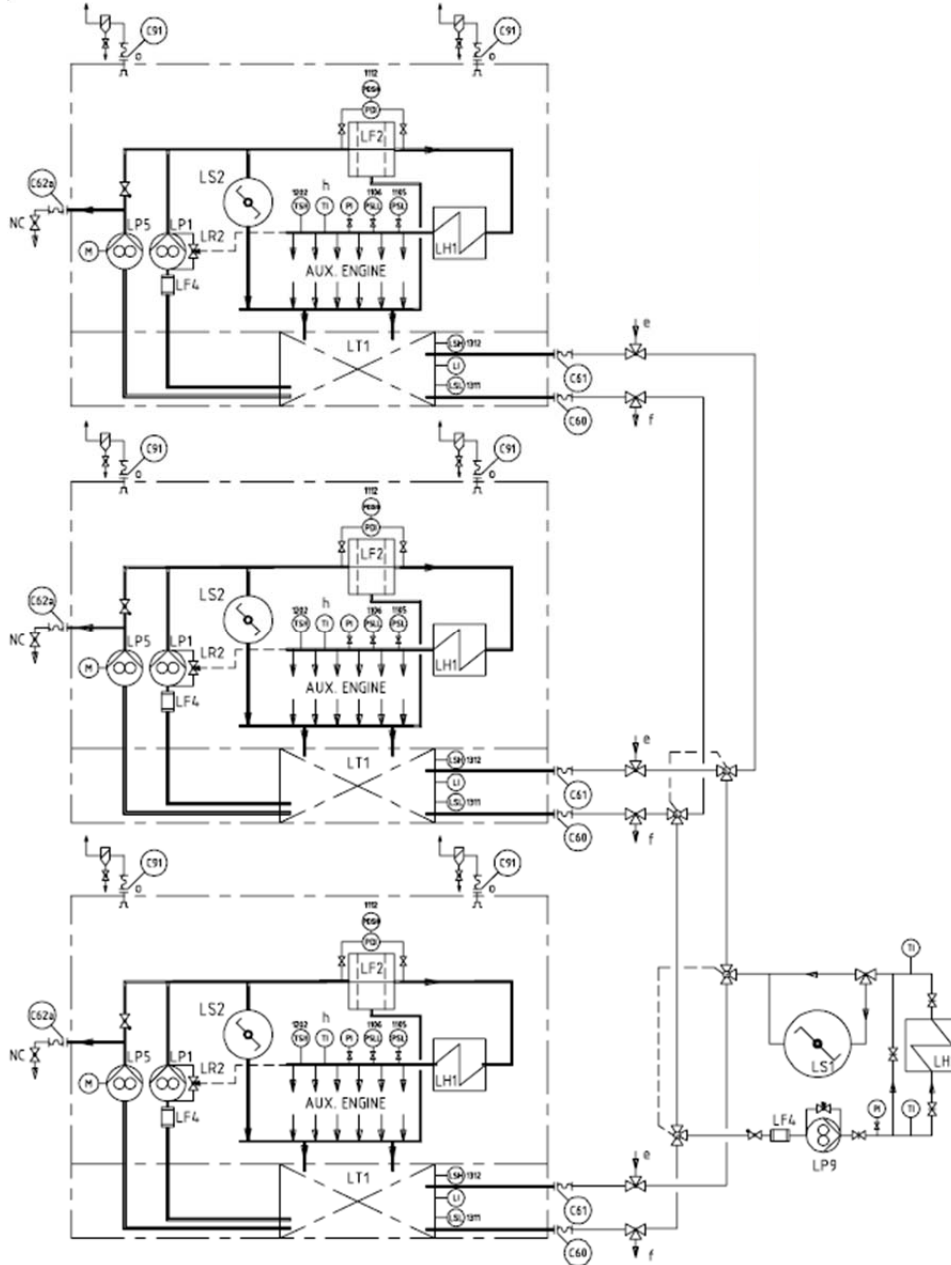 C91 C91
o o
1112
MDSH
PDI
LF2
C62a
LS2
1202 h 1106 1105
TSH TI PI PSLL PSL
NC
LP5 LP1
M
LR2
LH1
LF4
AUX. ENGINE
LT1
LSH 1312
e
LI
C61
LSL 1311
C60
f
C91 C91
o o
1112
MDSH
PDI
LF2
C62a
LS2
1202 h 1106 1105
TSH TI PI PSLL PSL
NC
LP5 LP1
M
LR2
LH1
LF4
AUX. ENGINE
LT1
LSH 1312
e
LI
C61
LSL 1311
C60
f
C91 C91
o o
1112
MDSH
PDI
LF2
TI
C62a
LS2
1202 h 1106 1105
TSH TI PI PSLL PSL
NC
LP5 LP1
M
LR2
LH1
LS1
LH
LF4
AUX. ENGINE
LF4
PI TI
LP9
LT1
LSH 1312
e
LI
C61
LSL 1311
C60
f